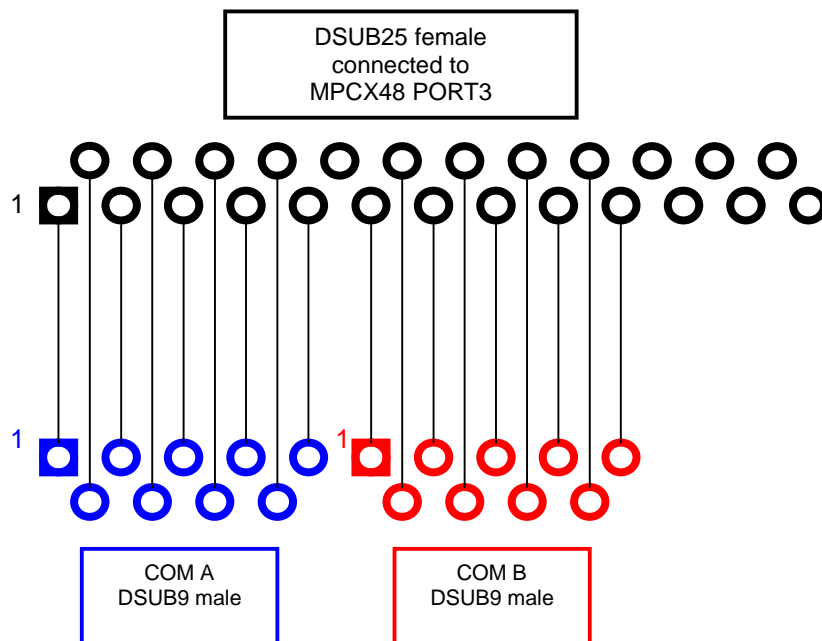 DSUB25 female
connected to
MPCX48 PORT3
1
1
1
COM A
DSUB9 male
COM B
DSUB9 male